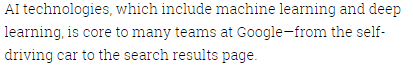 AI technologies, which include machine learning and deep
learning, is core to many teams at Google—from the self-
driving car to the search results page.